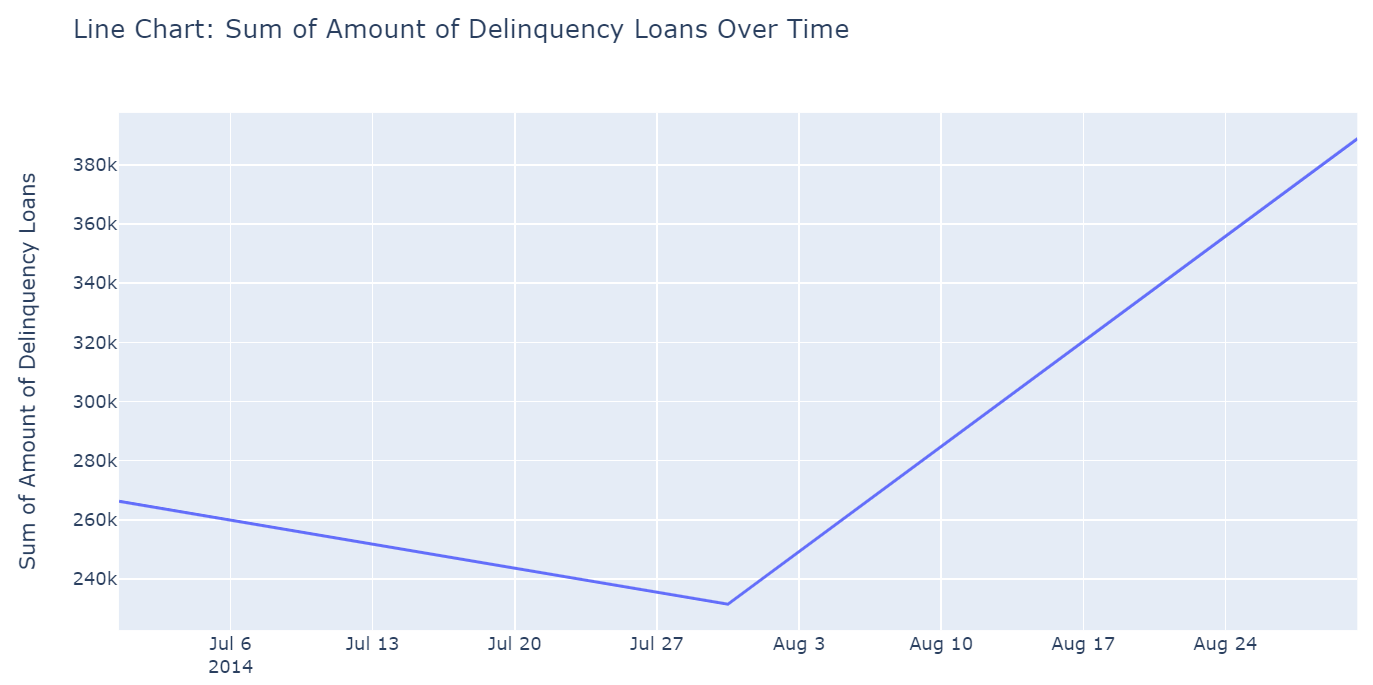 Line Chart: Sum of Amount of Delinquency Loans Over Time
Sum of Amount of Delinquency Loans
380k
360k
340k
320k
300k
280k
260k
240k
Jul 6
2014
Jul 13
Jul 20
Jul 27
Aug 3
Aug 10
Aug 17
Aug 24